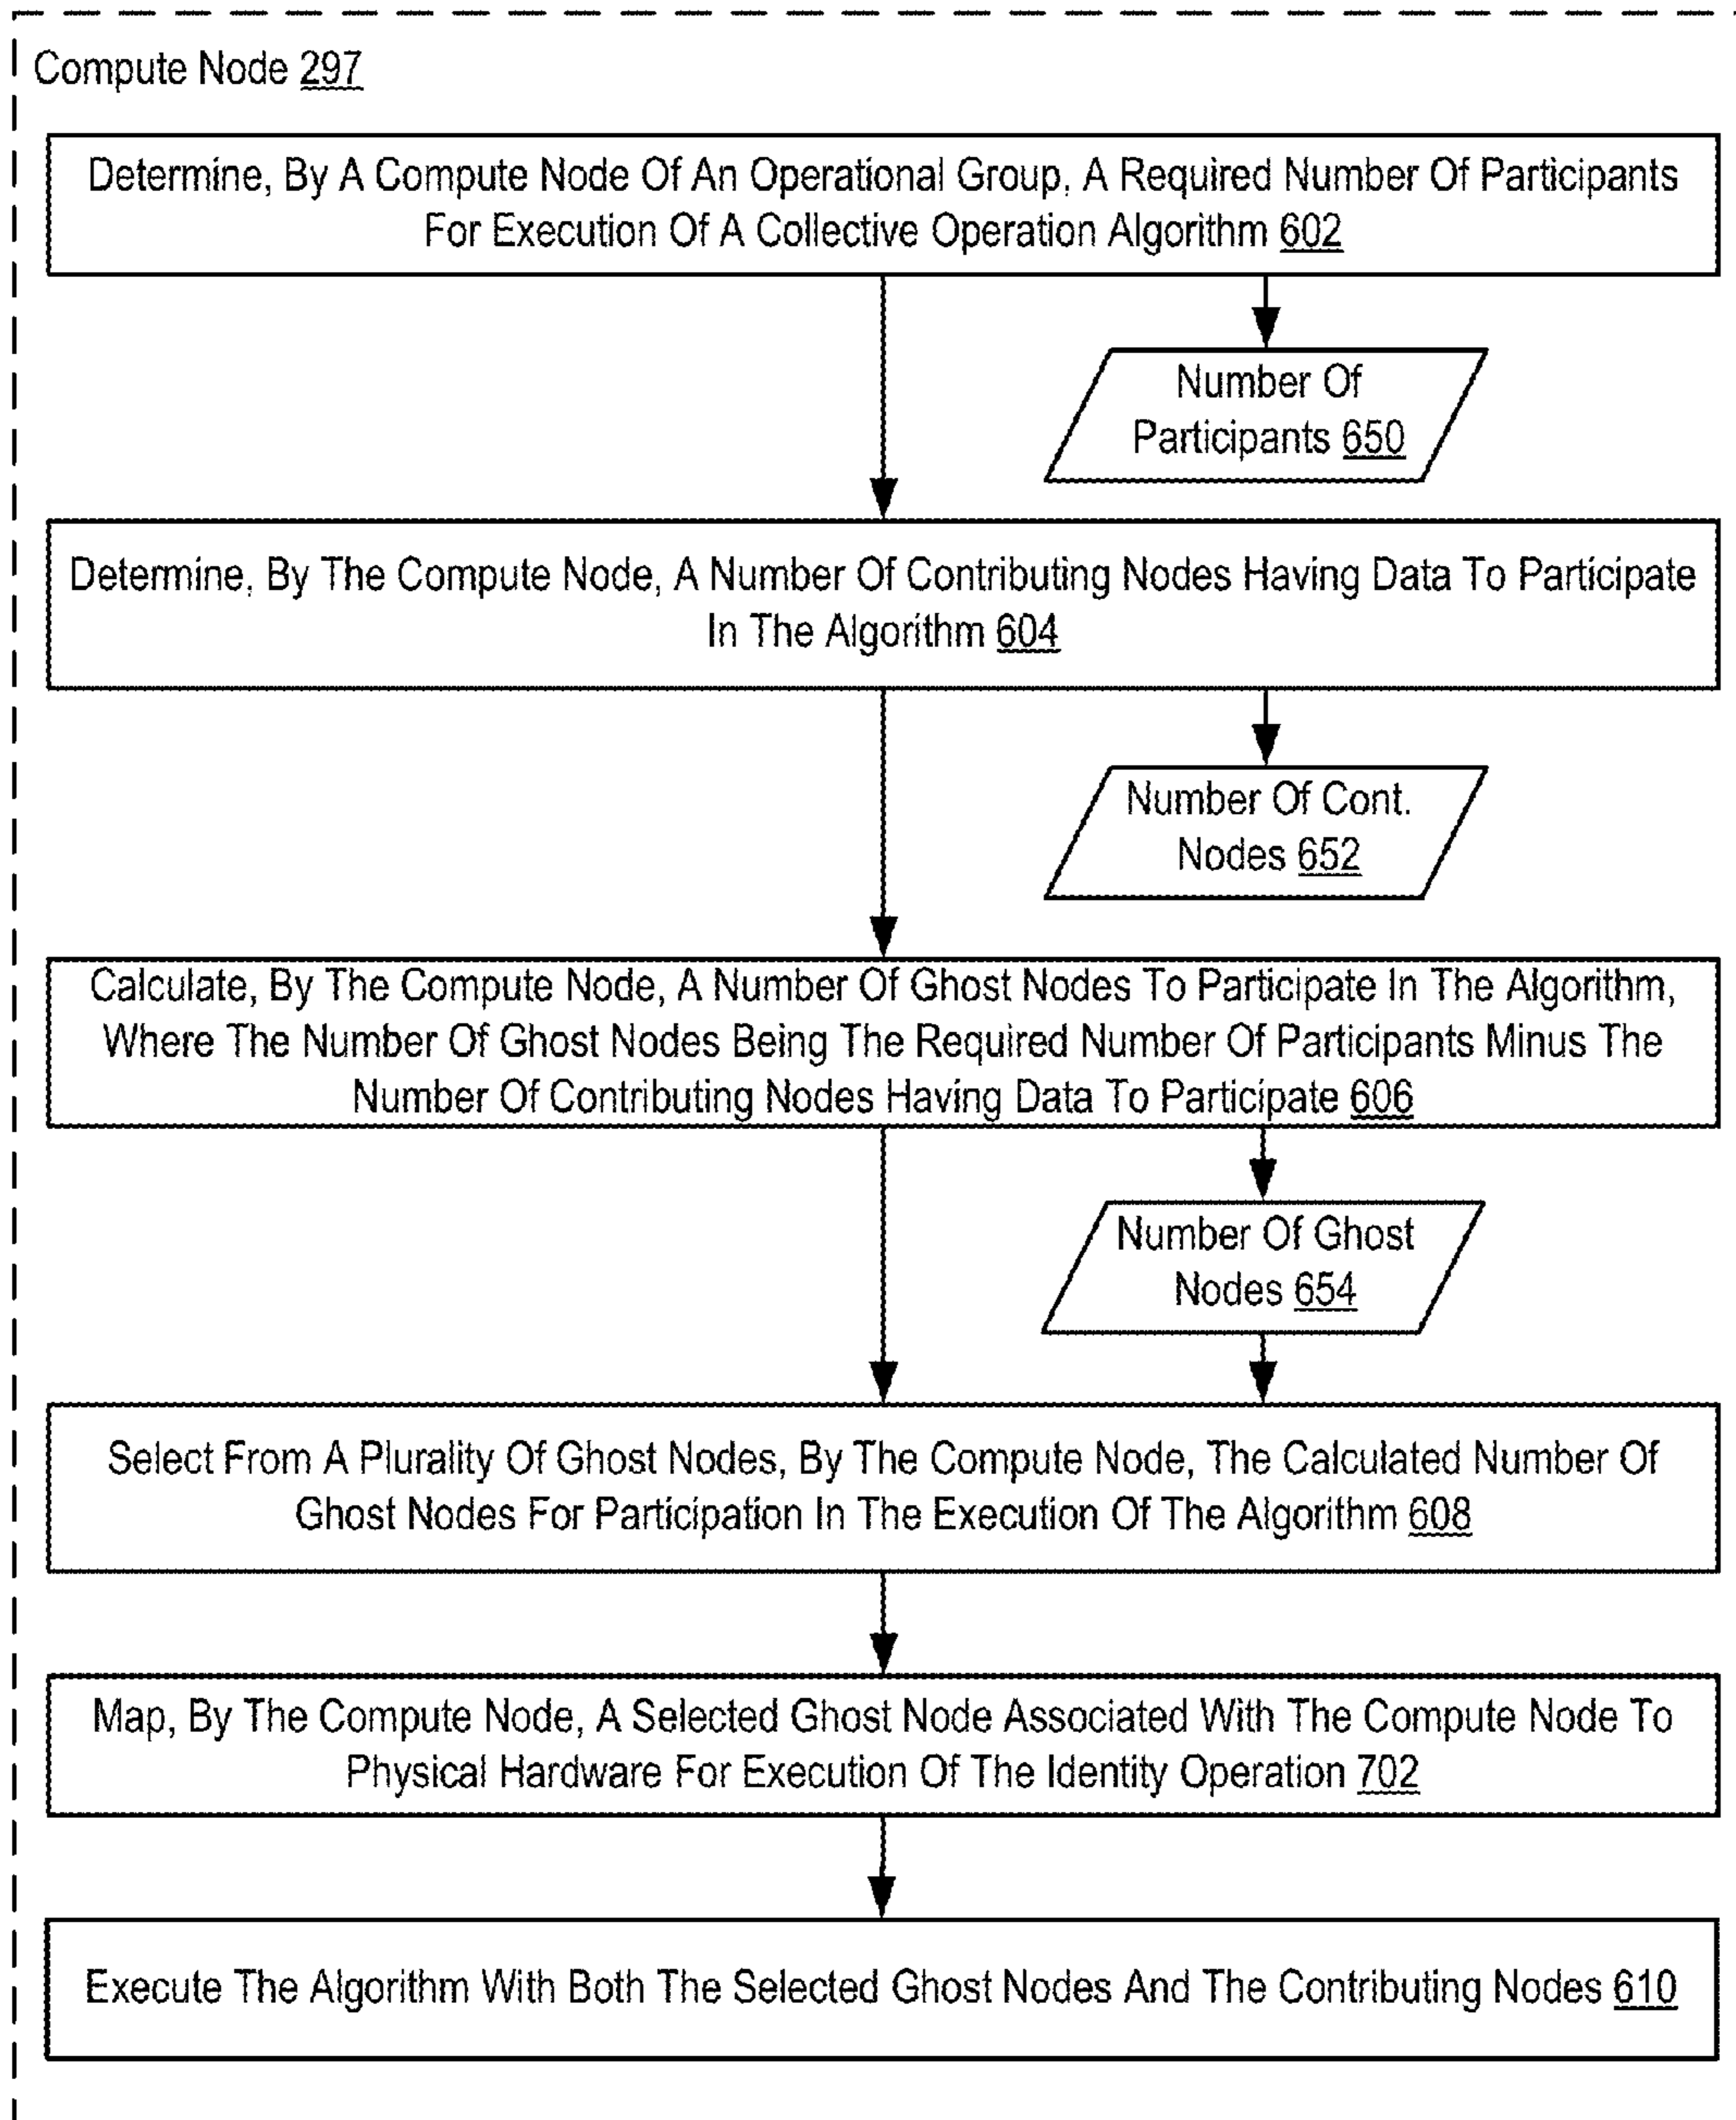 Compute Node 297
Determine, By A Compute Node Of An Operational Group, A Required Number Of Participants
For Execution Of A Collective Operation Algorithm 602
Number Of
Participants 650
Determine, By The Compute Node, A Number Of Contributing Nodes Having Data To Participate
In The Algorithm 604
Number Of Cont.
Nodes 652
Calculate, By The Compute Node, A Number Of Ghost Nodes To Participate In The Algorithm,
Where The Number Of Ghost Nodes Being The Required Number Of Participants Minus The
Number Of Contributing Nodes Having Data To Participate 606
Number Of Ghost
Nodes 654
Select From A Plurality Of Ghost Nodes, By The Compute Node, The Calculated Number Of
Ghost Nodes For Participation In The Execution Of The Algorithm 608
Map, By The Compute Node, A Selected Ghost Node Associated With The Compute Node To
Physical Hardware For Execution Of The Identity Operation 702
Execute The Algorithm With Both The Selected Ghost Nodes And The Contributing Nodes 610